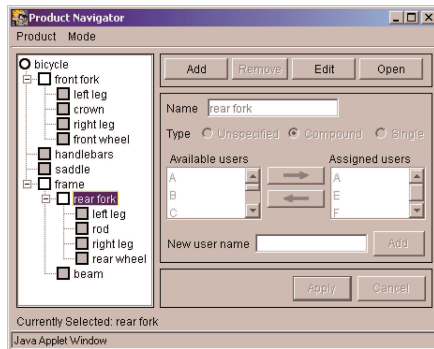 Product Navigator
Product Mode
bicycle
front fork
left leg
crown
right leg
front wheel
handlebars
saddle
frame
rear fork
left leg
rod
right leg
rear wheel
beam
Add Remove Edit Open
Name rear fork
Type Unspecified Compound Single
Available users Assigned users
A A
B E
C F
New user name Add
Apply Cancel
Currently Selected: rear fork
Java Applet Window